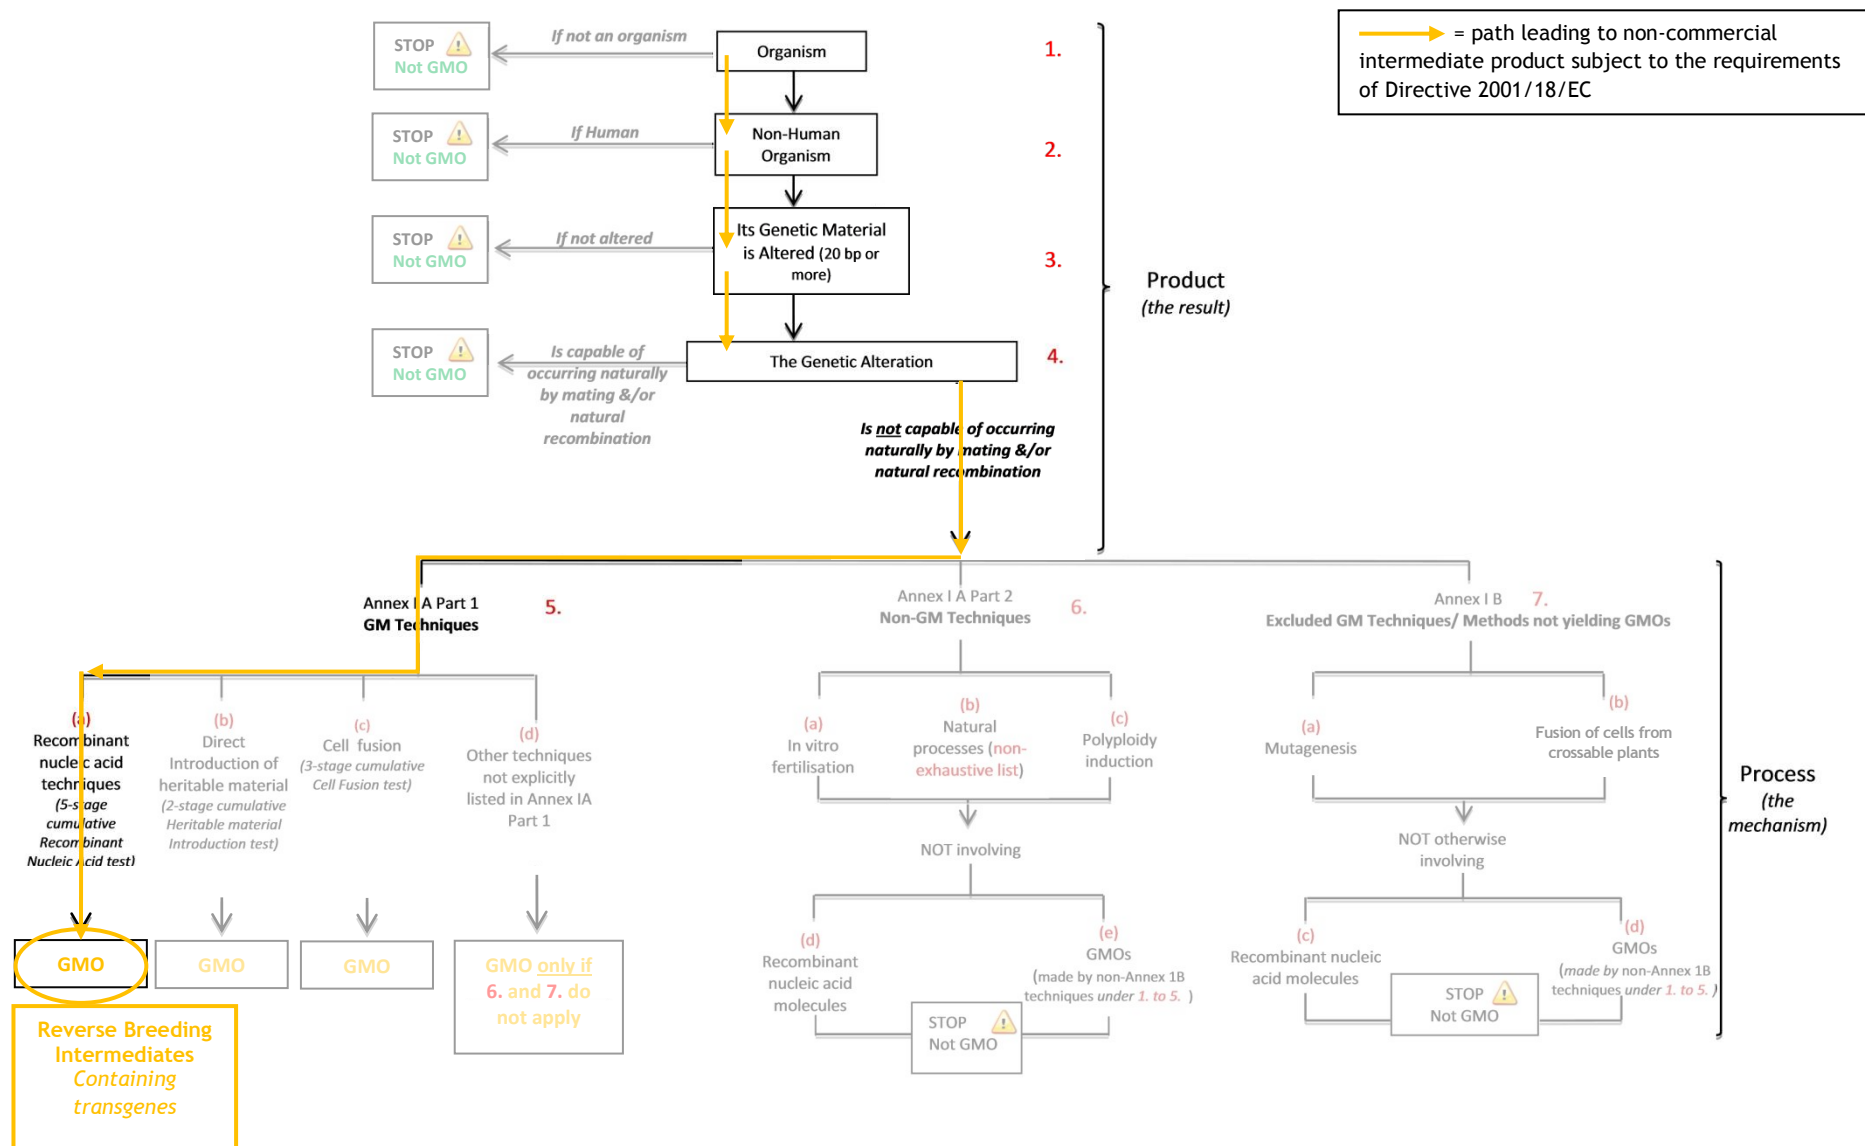 STOP
Not GMO
If not an organism
Organism
1.
= path leading to non-commercial
intermediate product subject to the requirements
of Directive 2001/18/EC
STOP
Not GMO
If Human
Non-Human
Organism
2.
STOP
Not GMO
If not altered
Its Genetic Material
is Altered (20 bp or
more)
3.
Product
(the result)
STOP
Not GMO
Is capable of
occurring naturally
by mating &/or
natural
recombination
The Genetic Alteration
4.
Is not capable of occurring
naturally by mating &/or
natural recombination
Annex I A Part 1
GM Techniques
5.
Annex I A Part 2
Non-GM Techniques
6.
Annex I B
7.
Excluded GM Techniques/ Methods not yielding GMOs
(a)
Recombinant
nucleic acid
techniques
(5-stage
cumulative
Recombinant
Nucleic Acid test)
(b)
Direct
Introduction of
heritable material
(2-stage cumulative
Heritable material
Introduction test)
(c)
Cell fusion
(3-stage cumulative
Cell Fusion test)
(d)
Other techniques
not explicitly
listed in Annex IA
Part 1
(a)
In vitro
fertilisation
(b)
Natural
processes (non-
exhaustive list)
(c)
Polyploidy
induction
(a)
Mutagenesis
(b)
Fusion of cells from
crossable plants
Process
(the
mechanism)
NOT involving
NOT otherwise
involving
GMO
GMO
GMO
GMO only if
6. and 7. do
not apply
(d)
Recombinant
nucleic acid
molecules
(e)
GMOs
(made by non-Annex 1B
techniques under 1. to 5. )
STOP
Not GMO
(c)
Recombinant nucleic
acid molecules
(d)
GMOs
(made by non-Annex 1B
techniques under 1. to 5. )
STOP
Not GMO
Reverse Breeding
Intermediates
Containing
transgenes